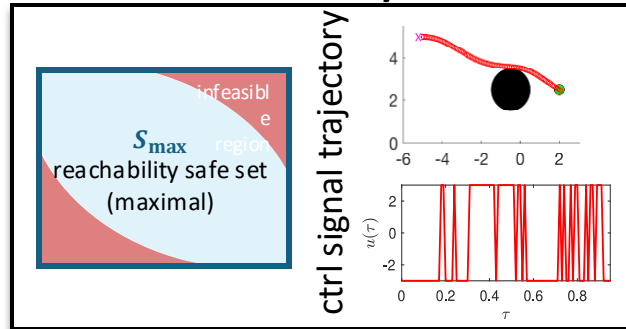 infeasibl
e
region
S_max
reachability safe set
(maximal)
ctrl signal trajectory
X
4
2
0
-6 -4 -2 0 2
u(τ)
2
0
-2
0 0.2 0.4 0.6 0.8
τ